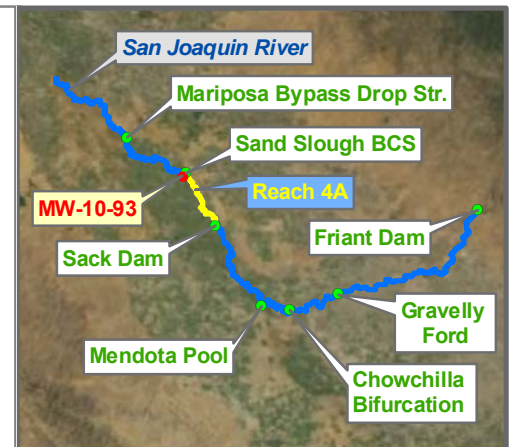 San Joaquin River
Mariposa Bypass Drop Str.
Sand Slough BCS
Reach 4A
MW-10-93
Sack Dam
Friant Dam
Mendota Pool
Gravelly
Ford
Chowchilla
Bifurcation